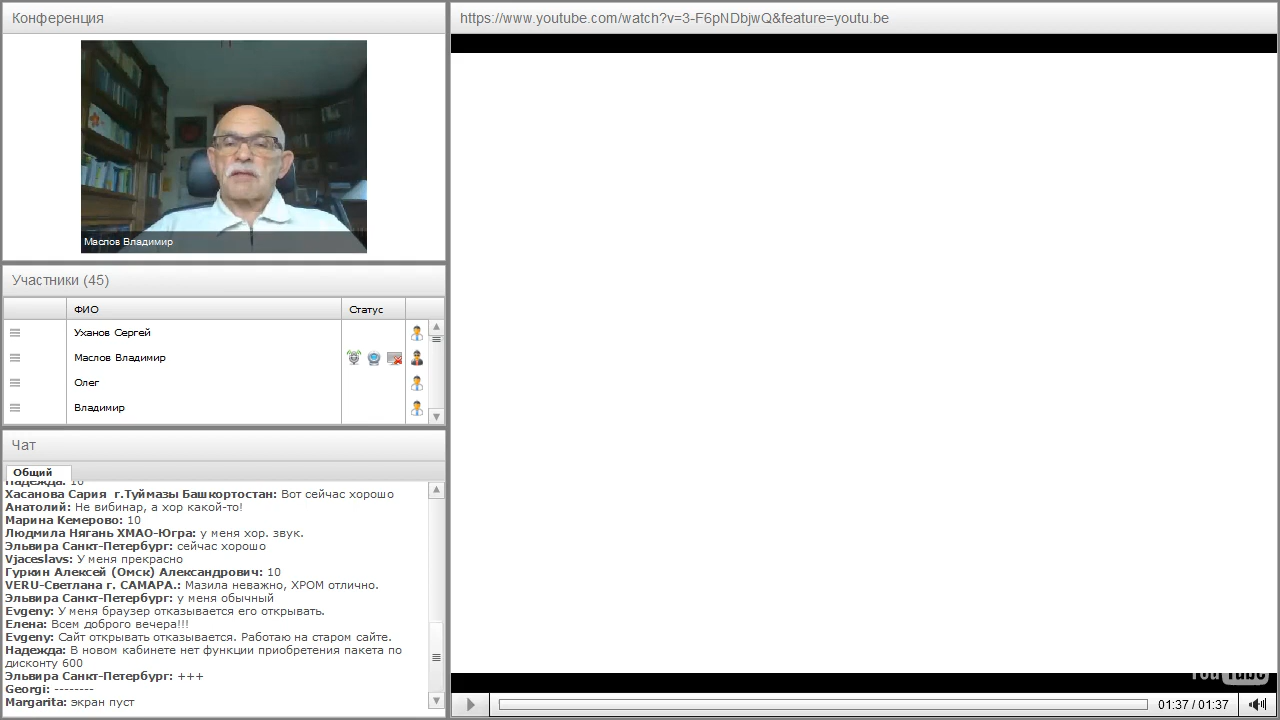 Конференция
https://www.youtube.com/watch?v=3-F6pNDbjwQ&feature=youtu.be
Маслов Владимир
Участники (45)
ФИО Статус
Уханов Сергей
Маслов Владимир
Олег
Владимир
Чат
Общий
Надежда: 10
Хасанова Сария г.Туймазы Башкортостан: Вот сейчас хорошо
Анатолий: Не вибинар, а хор какой-то!
Марина Кемерово: 10
Людмила Нягань ХМАО-Югра: у меня хор. звук.
Эльвира Санкт-Петербург: сейчас хорошо
Vjaceslavs: У меня прекрасно
Гуркин Алексей (Омск) Александрович: 10
VERU-Светлана г. САМАРА.: Мазила неважно, ХРОМ отлично.
Эльвира Санкт-Петербург: у меня обычный
Evgeny: У меня браузер отказывается его открывать.
Елена: Всем доброго вечера!!!
Evgeny: Сайт открывать отказывается. Работаю на старом сайте.
Надежда: В новом кабинете нет функции приобретения пакета по
дисконту 600
Эльвира Санкт-Петербург: +++
Georgi: --------
Margarita: экран пуст
YouTube
01:37 / 01:37